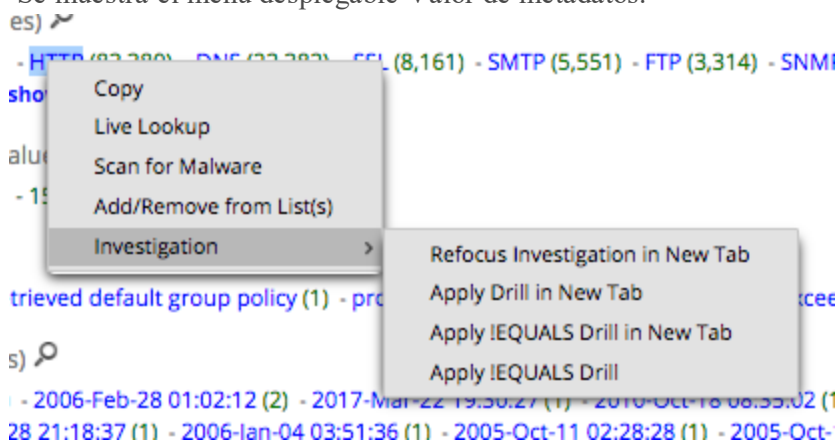 Se muestra el menú desplegable Valor de metadatos.
es)
- HTTP (83,380) - DNS (22,382) - SSL (8,161) - SMTP (5,551) - FTP (3,314) - SNMP
sho
Copy
Live Lookup
alue
Scan for Malware
- 15
Add/Remove from List(s)
Investigation >
Refocus Investigation in New Tab
Apply Drill in New Tab
trieved default group policy (1) - pro
xcee
Apply !EQUALS Drill in New Tab
s)
Apply !EQUALS Drill
) - 2006-Feb-28 01:02:12 (2) - 2017-Mar-22 19:30:27 (1) - 2010-Oct-18 08:35:02 (1
28 21:18:37 (1) - 2006-Jan-04 03:51:36 (1) - 2005-Oct-11 02:28:28 (1) - 2005-Oct-